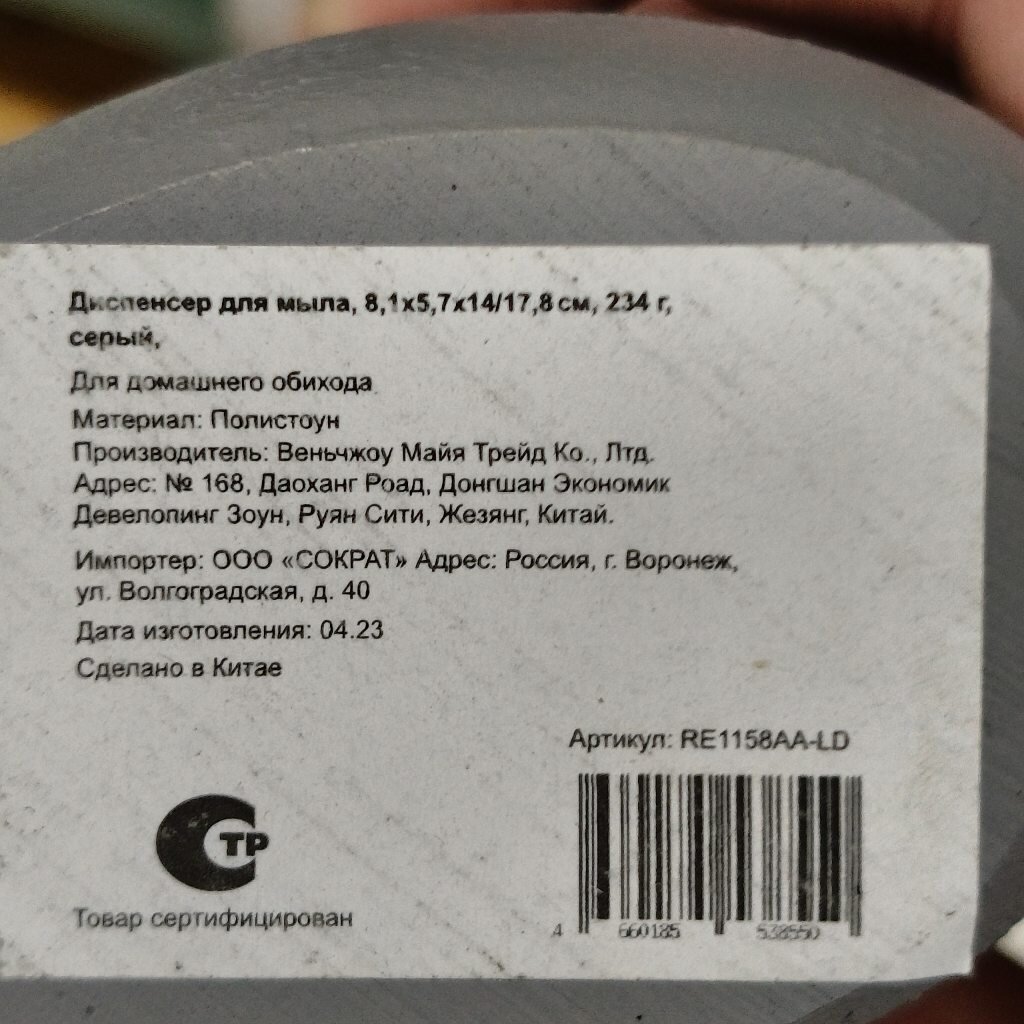 Диспенсер для мыла, 8,1х5,7х14/17,8 см, 234 г,
серый,
Для домашнего обихода
Материал: Полистоун
Производитель: Веньчжоу Майя Трейд Ко., Лтд.
Адрес: № 168, Даоханг Роад, Донгшан Экономик
Девелопинг Зоун, Руян Сити, Жезянг, Китай.
Импортер: ООО «СОКРАТ» Адрес: Россия, г. Воронеж,
ул. Волгоградская, д. 40
Дата изготовления: 04.23
Сделано в Китае
Артикул: RE1158AA-LD
СТР
Товар сертифицирован
4 660185 538550